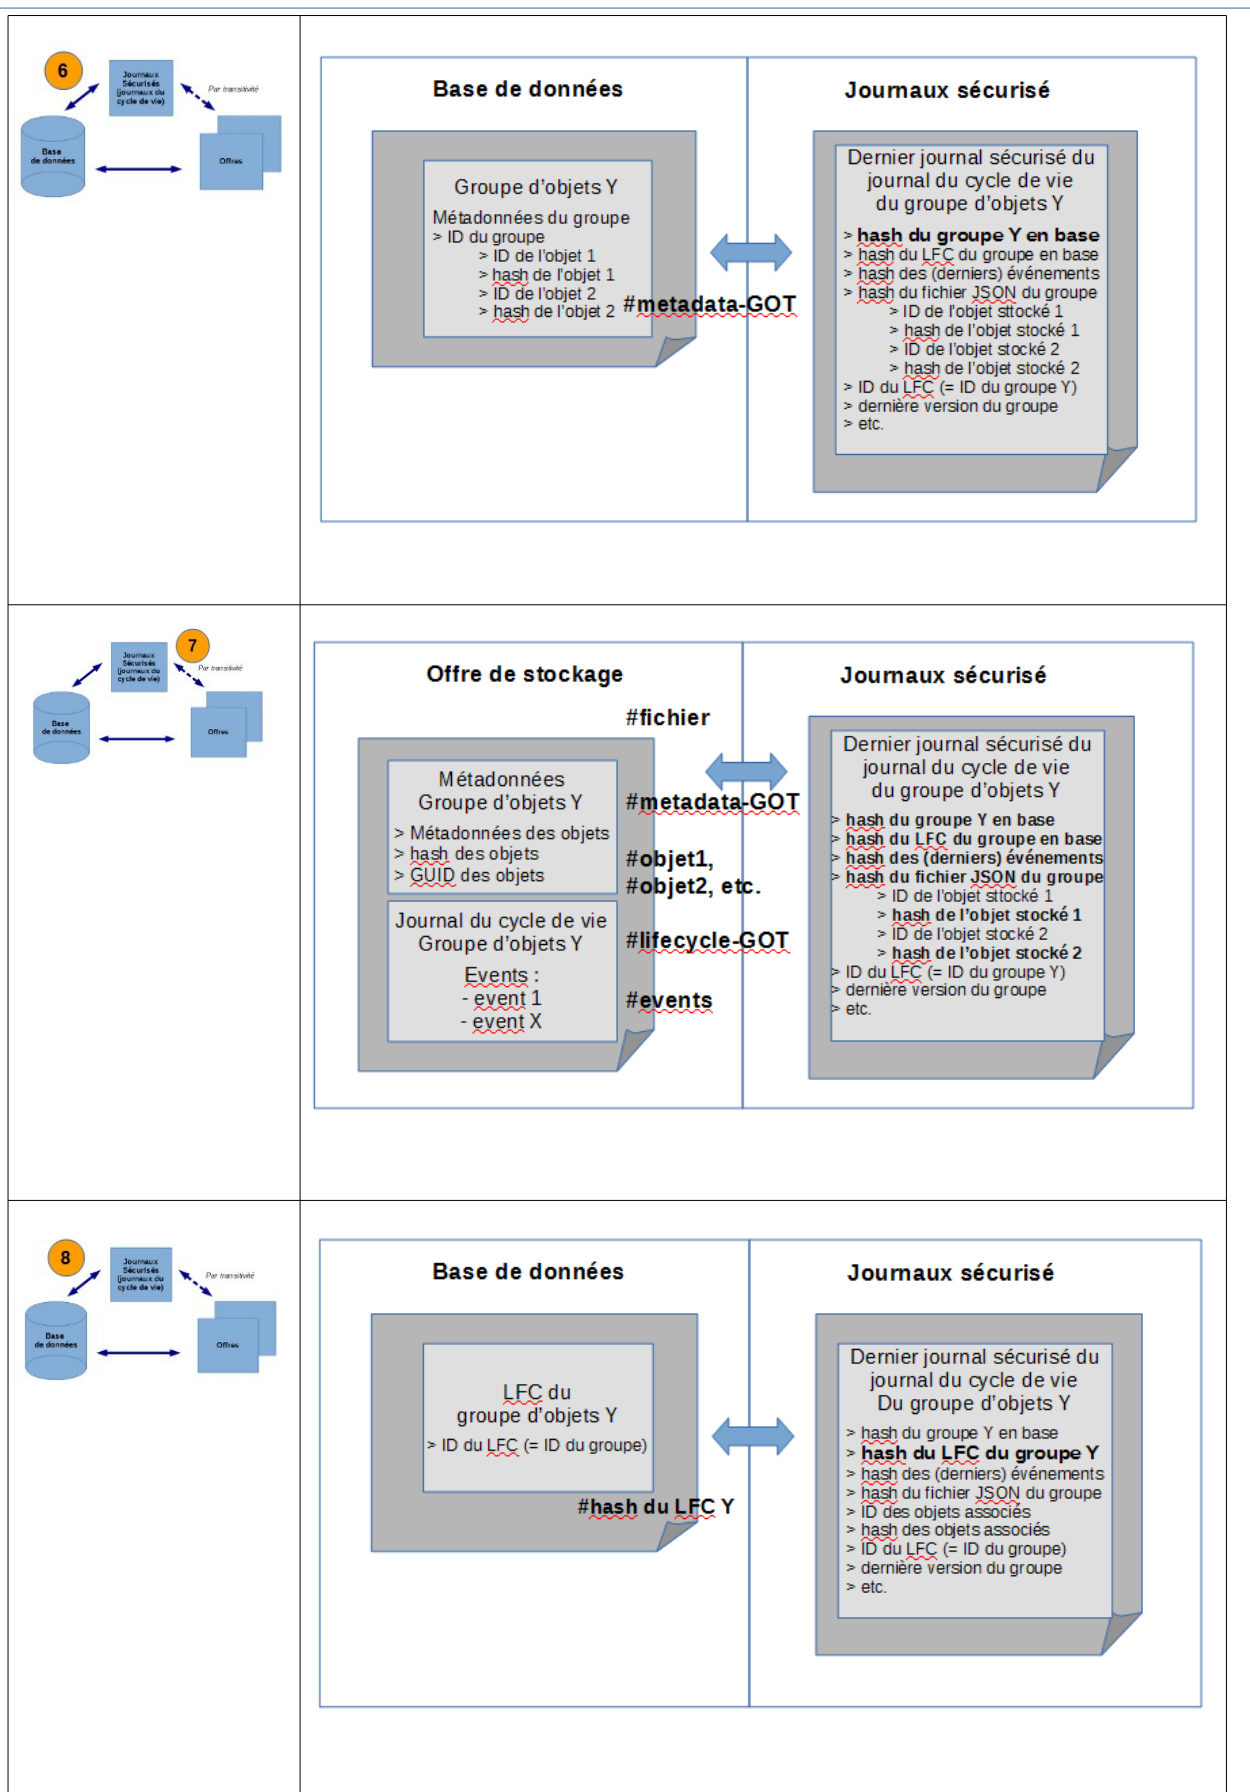 6
Journaux
Sécurisés
(journaux du
cycle de vie)
Par transitivité
Base
de données
Offres
Base de données
Journaux sécurisé
Groupe d'objets Y
Métadonnées du groupe
> ID du groupe
> ID de l'objet 1
> hash de l'objet 1
> ID de l'objet 2
> hash de l'objet 2
#metadata-GOT
Dernier journal sécurisé du
journal du cycle de vie
du groupe d'objets Y
> hash du groupe Y en base
> hash du LFC du groupe en base
> hash des (derniers) événements
> hash du fichier JSON du groupe
> ID de l'objet sttocké 1
> hash de l'objet stocké 1
> ID de l'objet stocké 2
> hash de l'objet stocké 2
> ID du LFC (= ID du groupe Y)
> dernière version du groupe
> etc.
7
Journaux
Sécurisés
(journaux du
cycle de vie)
Par transitivité
Base
de données
Offres
Offre de stockage
Journaux sécurisé
#fichier
Métadonnées
Groupe d'objets Y
> Métadonnées des objets
> hash des objets
> GUID des objets
#metadata-GOT
#objet1,
#objet2, etc.
Journal du cycle de vie
Groupe d'objets Y
Events :
- event 1
- event X
#lifecycle-GOT
#events
Dernier journal sécurisé du
journal du cycle de vie
du groupe d'objets Y
> hash du groupe Y en base
> hash du LFC du groupe en base
> hash des (derniers) événements
> hash du fichier JSON du groupe
> ID de l'objet sttocké 1
> hash de l'objet stocké 1
> ID de l'objet stocké 2
> hash de l'objet stocké 2
> ID du LFC (= ID du groupe Y)
> dernière version du groupe
> etc.
8
Journaux
Sécurisés
(journaux du
cycle de vie)
Par transitivité
Base
de données
Offres
Base de données
Journaux sécurisé
LFC du
groupe d'objets Y
> ID du LFC (= ID du groupe)
#hash du LFC Y
Dernier journal sécurisé du
journal du cycle de vie
Du groupe d'objets Y
> hash du groupe Y en base
> hash du LFC du groupe Y
> hash des (derniers) événements
> hash du fichier JSON du groupe
> ID des objets associés
> hash des objets associés
> ID du LFC (= ID du groupe)
> dernière version du groupe
> etc.